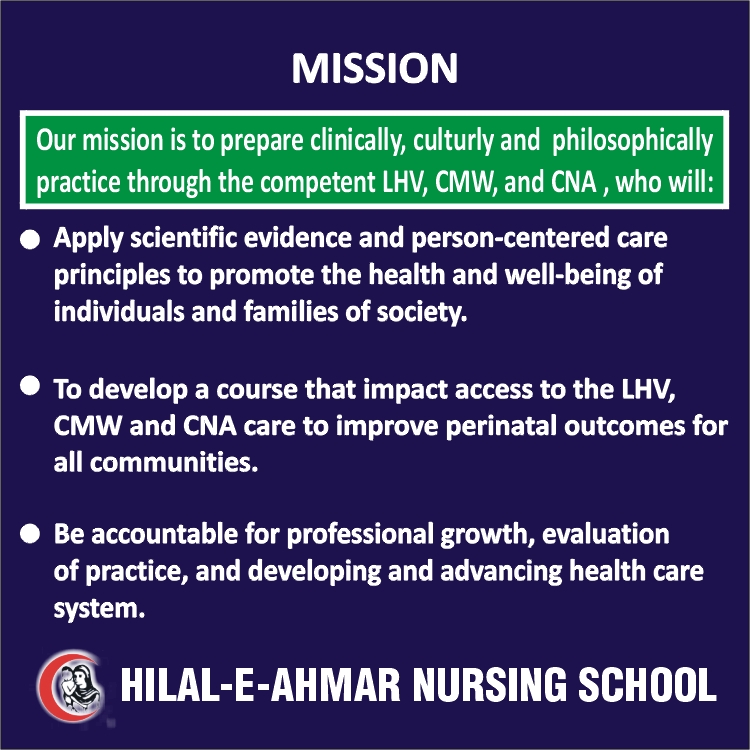 MISSION
Our mission is to prepare clinically, culturly and philosophically
practice through the competent LHV, CMW, and CNA , who will:
Apply scientific evidence and person-centered care
principles to promote the health and well-being of
individuals and families of society.
To develop a course that impact access to the LHV,
CMW and CNA care to improve perinatal outcomes for
all communities.
Be accountable for professional growth, evaluation
of practice, and developing and advancing health care
system.
HILAL-E-AHMAR NURSING SCHOOL